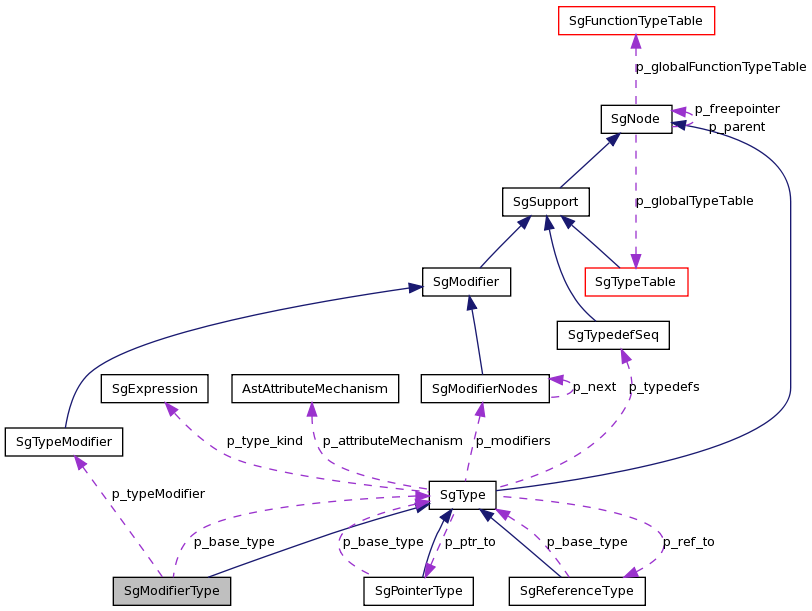 SgFunctionTypeTable
p_globalFunctionTypeTable
p_freepointer
SgNode
p_parent
SgSupport
p_globalTypeTable
SgModifier
SgTypeTable
SgTypedefSeq
SgExpression
AstAttributeMechanism
SgModifierNodes
p_next
p_typedefs
SgTypeModifier
p_type_kind
p_attributeMechanism
p_modifiers
p_typeModifier
SgType
p_base_type
p_base_type
p_ptr_to
p_base_type
p_ref_to
SgModifierType
SgPointerType
SgReferenceType